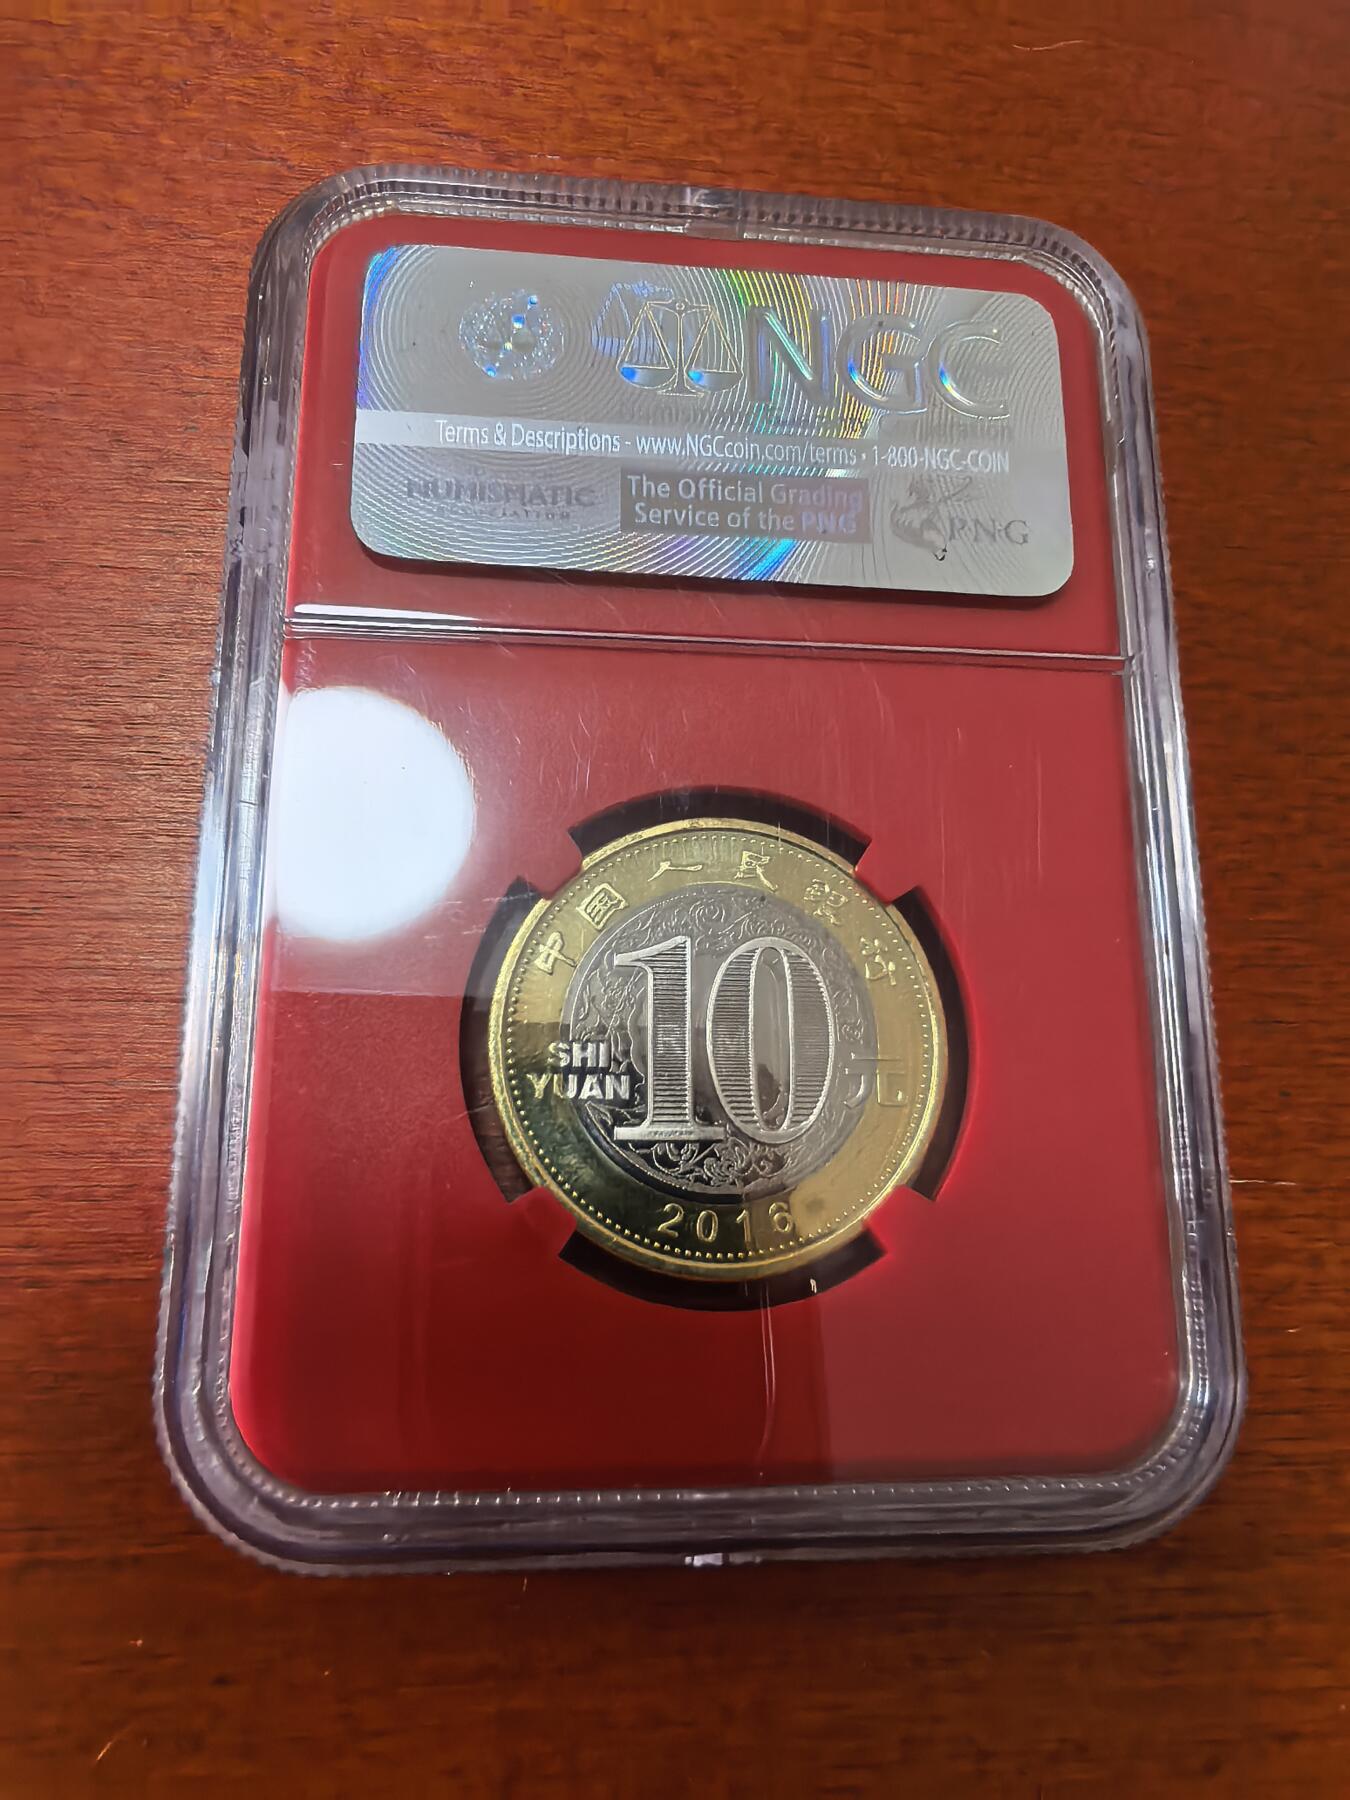 NGC
Terms & Descriptions - www.NGCcoin.com/terms • 1-800-NGC-COIN
NUMISMATIC
The Official Grading
Service of the PNG
PNG
中国人民银行
10
元
SHI
YUAN
2016